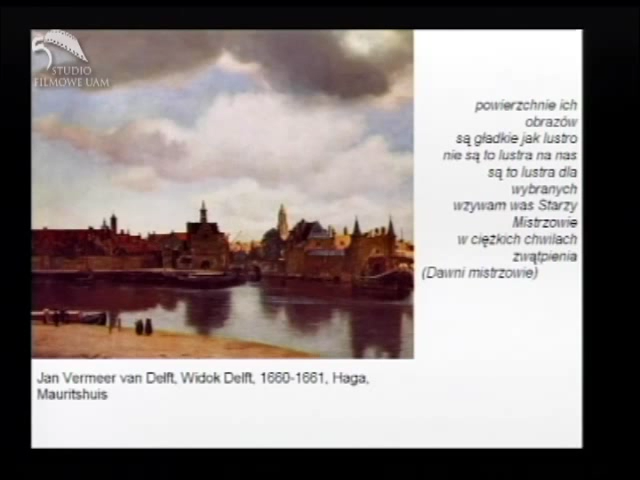 STUDIO
FILMOWE UAM
powierzchnie ich
obrazów
są gładkie jak lustro
nie są to lustra na nas
są to lustra dla
wybranych
wzywam was Starzy
Mistrzowie
w ciężkich chwilach
zwątpienia
(Dawni mistrzowie)
Jan Vermeer van Delft, Widok Delft, 1660-1661, Haga,
Mauritshuis